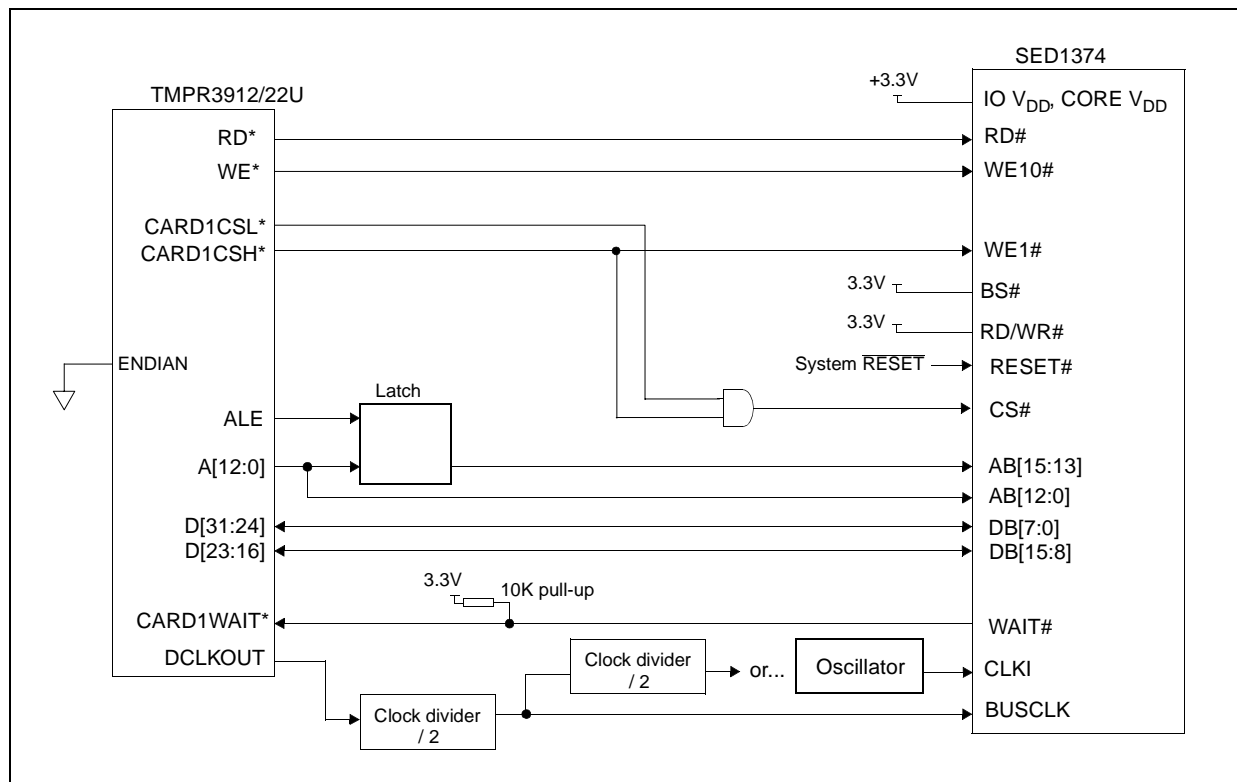 SED1374
TMPR3912/22U
+3.3V
IO VDD, CORE VDD
RD*
RD#
WE*
WE10#
CARD1CSL*
CARD1CSH*
WE1#
3.3V
BS#
3.3V
RD/WR#
ENDIAN
System RESET
RESET#
Latch
ALE
CS#
A[12:0]
AB[15:13]
AB[12:0]
D[31:24]
DB[7:0]
D[23:16]
DB[15:8]
3.3V
10K pull-up
CARD1WAIT*
WAIT#
DCLKOUT
Clock divider
/ 2
or...
Oscillator
CLKI
Clock divider
/ 2
BUSCLK